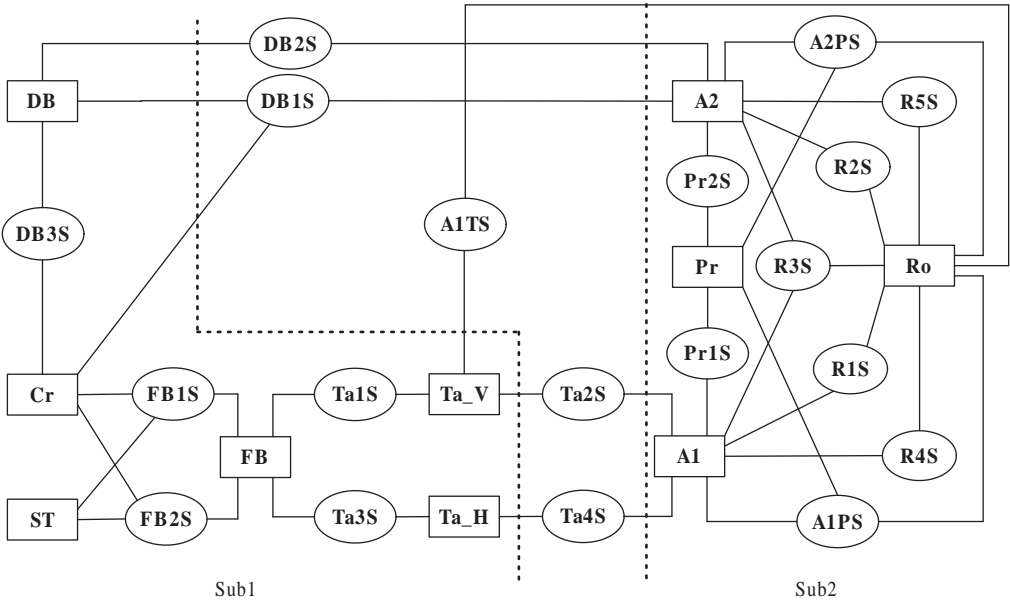 DB2S
A2PS
DB
DB1S
A2
R5S
R2S
Pr2S
DB3S
A1TS
Pr
R3S
Ro
Pr1S
R1S
Cr
FB1S
Ta1S
Ta_V
Ta2S
FB
A1
R4S
ST
FB2S
Ta3S
Ta_H
Ta4S
A1PS
Sub1
Sub2